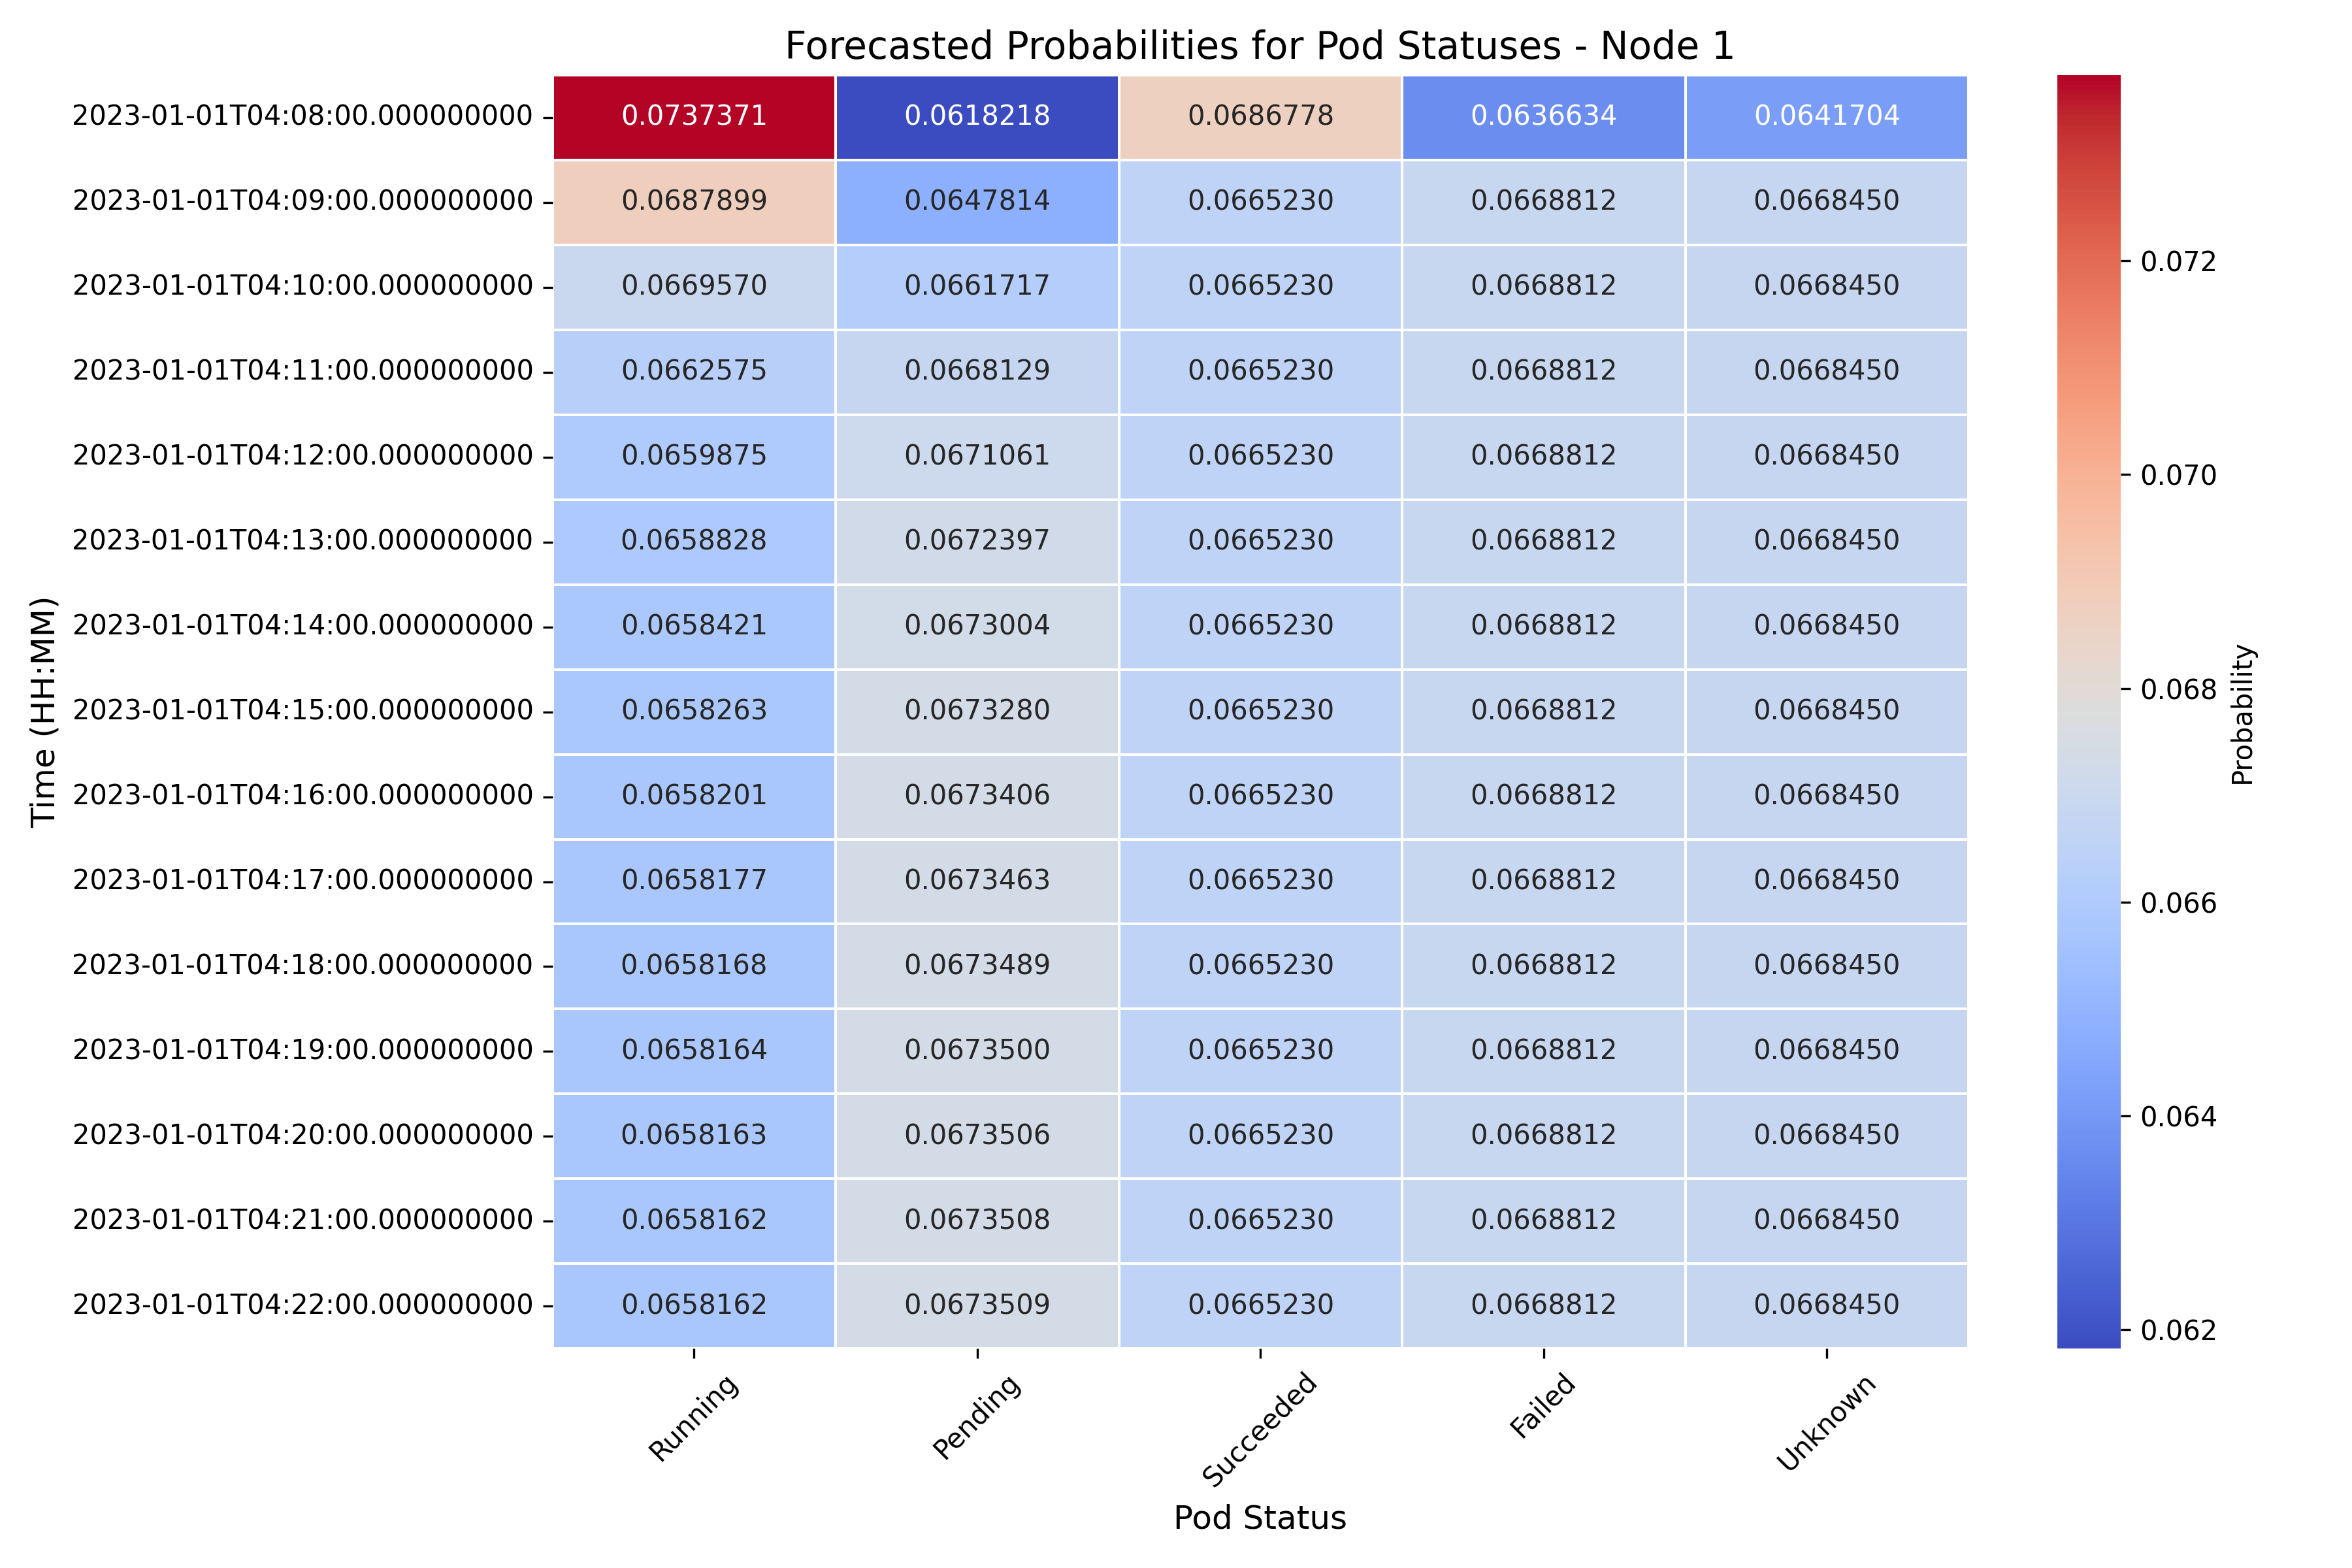 Forecasted Probabilities for Pod Statuses - Node 1
2023-01-01T04:08:00.000000000 0.0737371 0.0618218 0.0686778 0.0636634 0.0641704
2023-01-01T04:09:00.000000000 0.0687899 0.0647814 0.0665230 0.0668812 0.0668450
2023-01-01T04:10:00.000000000 0.0669570 0.0661717 0.0665230 0.0668812 0.0668450
2023-01-01T04:11:00.000000000 0.0662575 0.0668129 0.0665230 0.0668812 0.0668450
2023-01-01T04:12:00.000000000 0.0659875 0.0671061 0.0665230 0.0668812 0.0668450
2023-01-01T04:13:00.000000000 0.0658828 0.0672397 0.0665230 0.0668812 0.0668450
2023-01-01T04:14:00.000000000 0.0658421 0.0673004 0.0665230 0.0668812 0.0668450
2023-01-01T04:15:00.000000000 0.0658263 0.0673280 0.0665230 0.0668812 0.0668450
2023-01-01T04:16:00.000000000 0.0658201 0.0673406 0.0665230 0.0668812 0.0668450
2023-01-01T04:17:00.000000000 0.0658177 0.0673463 0.0665230 0.0668812 0.0668450
2023-01-01T04:18:00.000000000 0.0658168 0.0673489 0.0665230 0.0668812 0.0668450
2023-01-01T04:19:00.000000000 0.0658164 0.0673500 0.0665230 0.0668812 0.0668450
2023-01-01T04:20:00.000000000 0.0658163 0.0673506 0.0665230 0.0668812 0.0668450
2023-01-01T04:21:00.000000000 0.0658162 0.0673508 0.0665230 0.0668812 0.0668450
2023-01-01T04:22:00.000000000 0.0658162 0.0673509 0.0665230 0.0668812 0.0668450
Time (HH:MM)
Running Pending Succeeded Failed Unknown
Pod Status
0.072
0.070
0.068
0.066
0.064
0.062
Probability